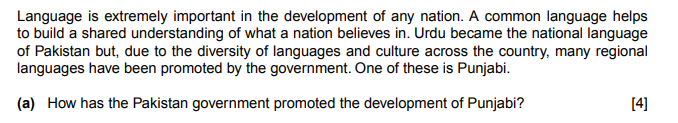 Language is extremely important in the development of any nation. A common language helps
to build a shared understanding of what a nation believes in. Urdu became the national language
of Pakistan but, due to the diversity of languages and culture across the country, many regional
languages have been promoted by the government. One of these is Punjabi.
(a) How has the Pakistan government promoted the development of Punjabi? [4]